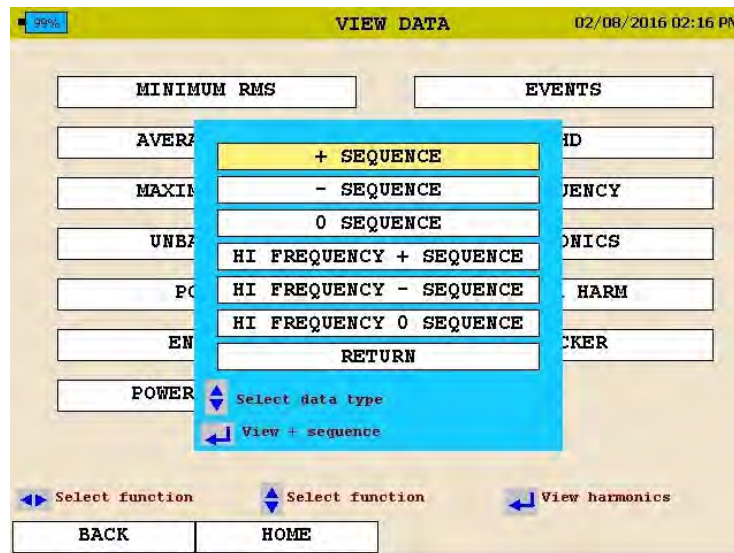 99% VIEW DATA 02/08/2016 02:16 PM
MINIMUM RMS EVENTS
+ SEQUENCE
- SEQUENCE
0 SEQUENCE
HI FREQUENCY + SEQUENCE
HI FREQUENCY - SEQUENCE
HARM
HI FREQUENCY 0 SEQUENCE
RETURN
POWER
Select data type
View + sequence
Select function Select function View harmonics
BACK HOME